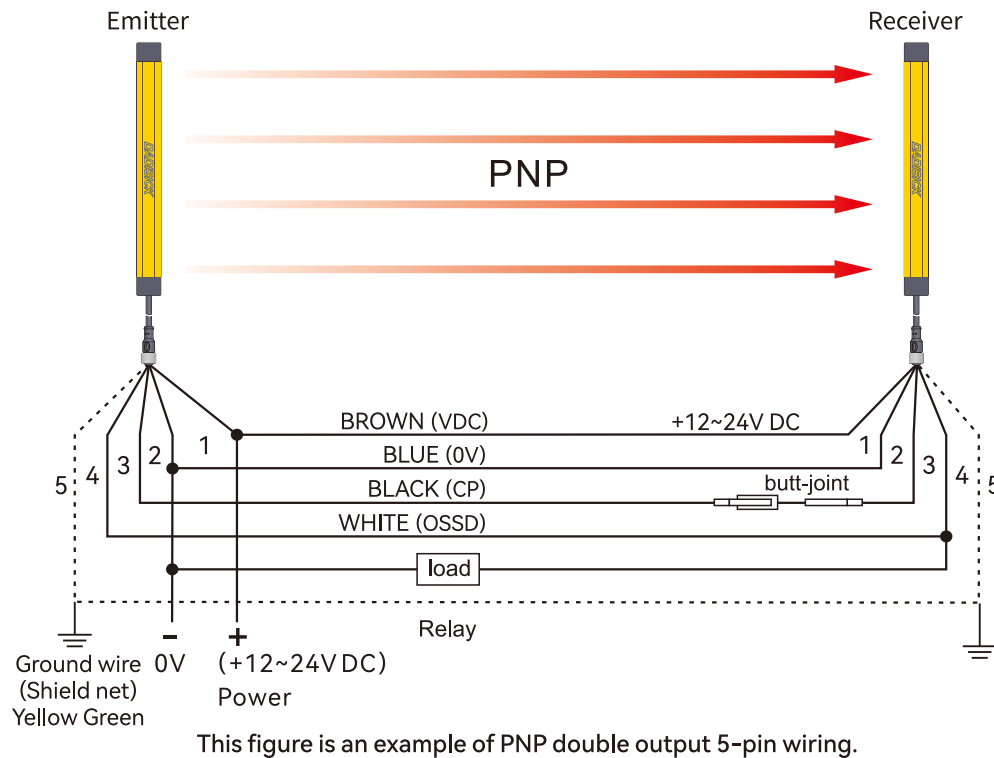 Emitter
Receiver
DADISICK
DADISICK
PNP
BROWN (VDC)
+12~24V DC
BLUE (0V)
BLACK (CP)
butt-joint
WHITE (OSSD)
load
5
4
3
2
1
1
2
3
4
5
Relay
-
+
Ground wire
(Shield net)
Yellow Green
0V
(+12~24V DC)
Power
This figure is an example of PNP double output 5-pin wiring.